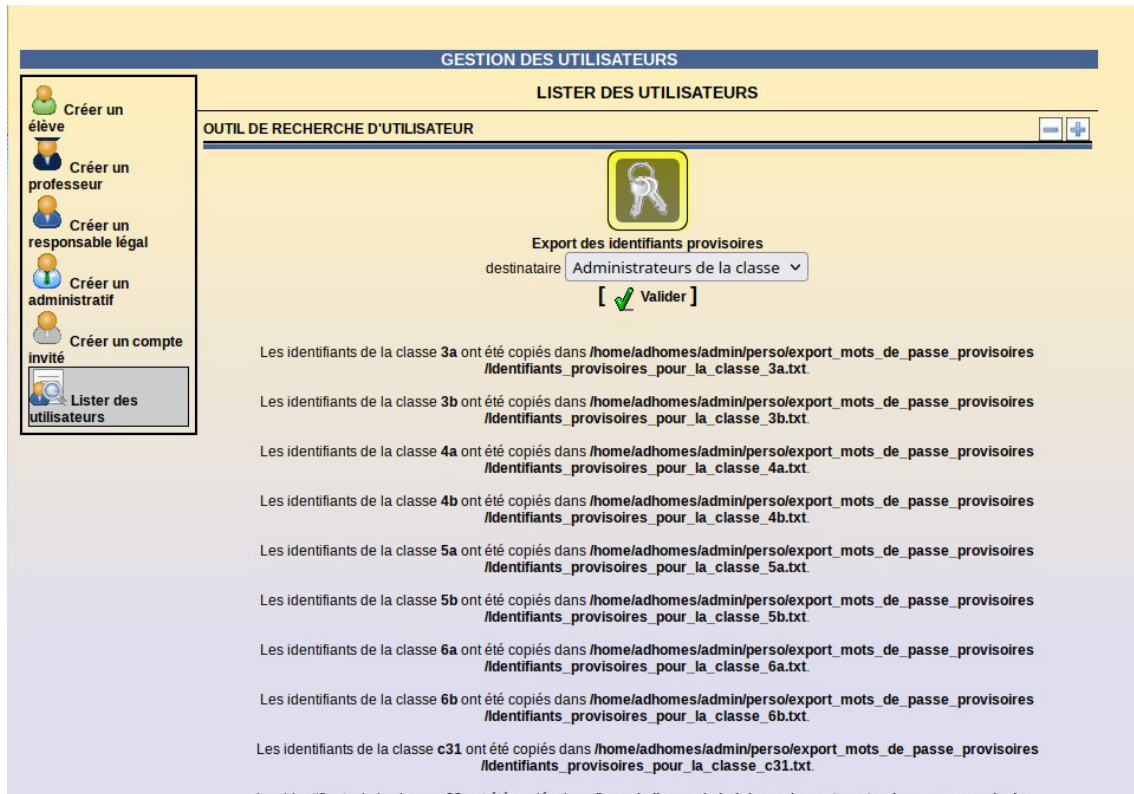 GESTION DES UTILISATEURS
Créer un
élève
Créer un
professeur
Créer un
responsable légal
Créer un
administratif
Créer un compte
invité
Lister des
utilisateurs
LISTER DES UTILISATEURS
OUTIL DE RECHERCHE D'UTILISATEUR
Export des identifiants provisoires
destinataire Administrateurs de la classe
[ Valider ]
Les identifiants de la classe 3a ont été copiés dans /home/adhomes/admin/perso/export_mots_de_passe_provisoires
/Identifiants_provisoires_pour_la_classe_3a.txt.
Les identifiants de la classe 3b ont été copiés dans /home/adhomes/admin/perso/export_mots_de_passe_provisoires
/Identifiants_provisoires_pour_la_classe_3b.txt.
Les identifiants de la classe 4a ont été copiés dans /home/adhomes/admin/perso/export_mots_de_passe_provisoires
/Identifiants_provisoires_pour_la_classe_4a.txt.
Les identifiants de la classe 4b ont été copiés dans /home/adhomes/admin/perso/export_mots_de_passe_provisoires
/Identifiants_provisoires_pour_la_classe_4b.txt.
Les identifiants de la classe 5a ont été copiés dans /home/adhomes/admin/perso/export_mots_de_passe_provisoires
/Identifiants_provisoires_pour_la_classe_5a.txt.
Les identifiants de la classe 5b ont été copiés dans /home/adhomes/admin/perso/export_mots_de_passe_provisoires
/Identifiants_provisoires_pour_la_classe_5b.txt.
Les identifiants de la classe 6a ont été copiés dans /home/adhomes/admin/perso/export_mots_de_passe_provisoires
/Identifiants_provisoires_pour_la_classe_6a.txt.
Les identifiants de la classe 6b ont été copiés dans /home/adhomes/admin/perso/export_mots_de_passe_provisoires
/Identifiants_provisoires_pour_la_classe_6b.txt.
Les identifiants de la classe c31 ont été copiés dans /home/adhomes/admin/perso/export_mots_de_passe_provisoires
/Identifiants_provisoires_pour_la_classe_c31.txt.